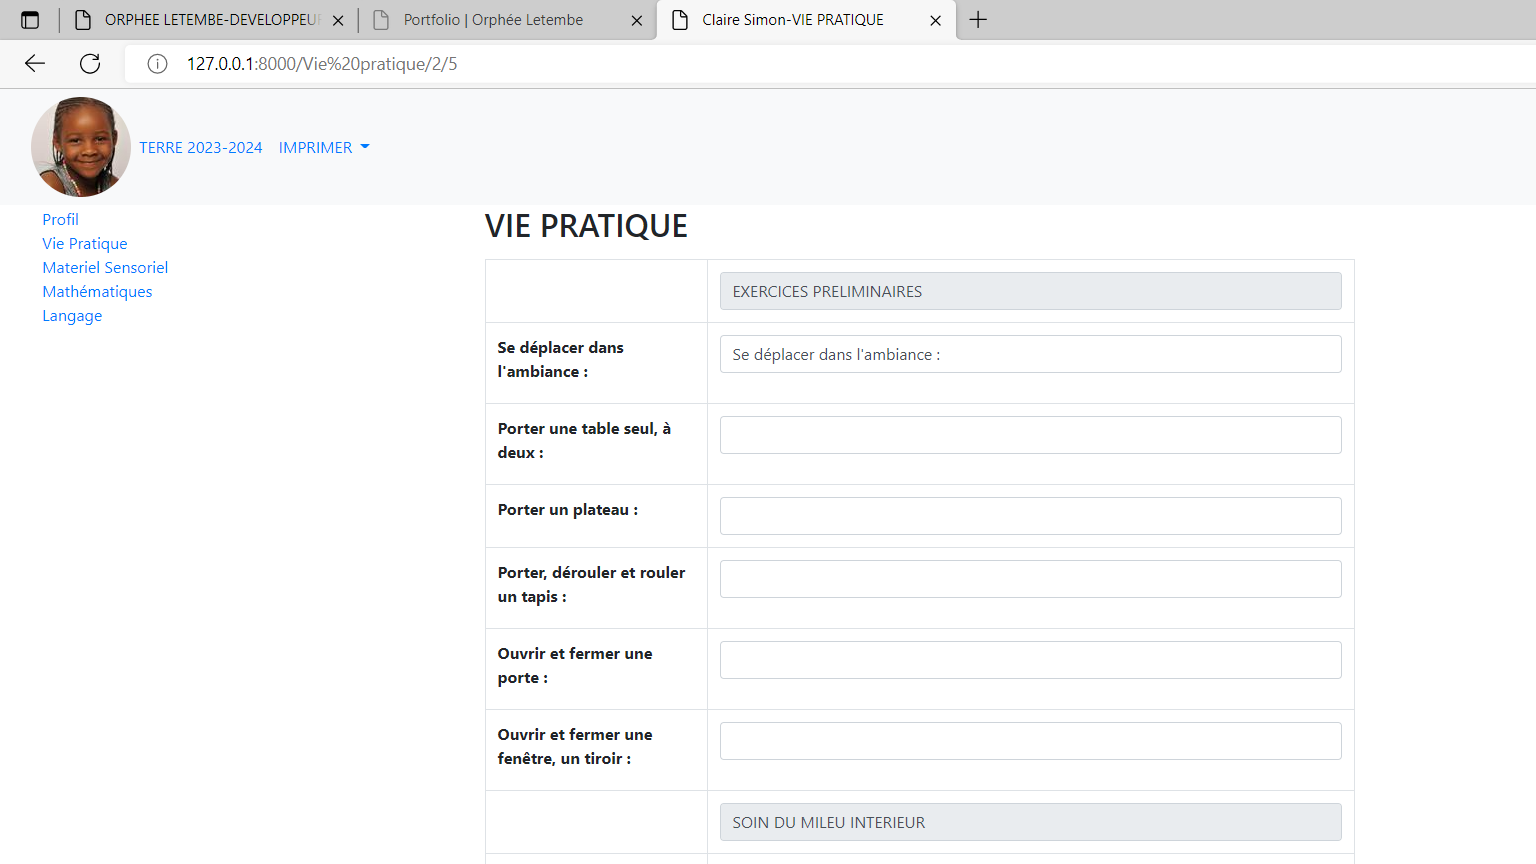 ORPHEE LETEMBE-DEVELOPPEU
Portfolio | Orphée Letembe
Claire Simon-VIE PRATIQUE
127.0.0.1:8000/Vie%20pratique/2/5
TERRE 2023-2024 IMPRIMER
Profil
Vie Pratique
Materiel Sensoriel
Mathématiques
Langage
VIE PRATIQUE
EXERCICES PRELIMINAIRES
Se déplacer dans
l'ambiance :
Se déplacer dans l'ambiance :
Porter une table seul, à
deux :
Porter un plateau :
Porter, dérouler et rouler
un tapis :
Ouvrir et fermer une
porte :
Ouvrir et fermer une
fenêtre, un tiroir :
SOIN DU MILEU INTERIEUR